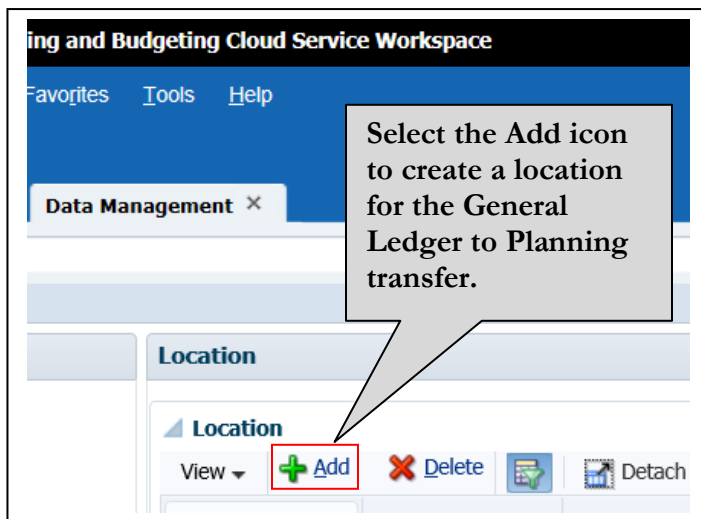 ing and Budgeting Cloud Service Workspace
Favorites Tools Help
Select the Add icon
to create a location
for the General
Ledger to Planning
transfer.
Data Management ×
Location
Location
View Add Delete Detach